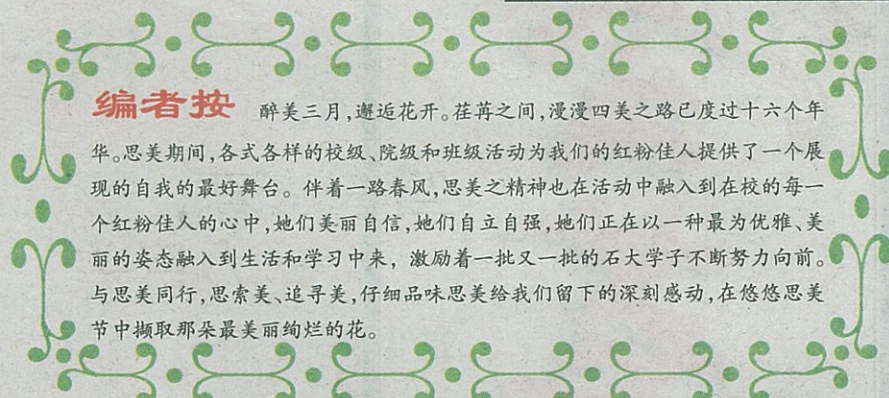 编者按 醉美三月,邂逅花开。荏苒之间,漫漫四美之路已度过十六个年
华。思美期间,各式各样的校级、院级和班级活动为我们的红粉佳人提供了一个展
现的自我的最好舞台。伴着一路春风,思美之精神也在活动中融入到在校的每一
个红粉佳人的心中,她们美丽自信,她们自立自强,她们正在以一种最为优雅、美
丽的姿态融入到生活和学习中来,激励着一批又一批的石大学子不断努力向前。
与思美同行,思索美、追寻美,仔细品味思美给我们留下的深刻感动,在悠悠思美
节中撷取那朵最美丽绚烂的花。